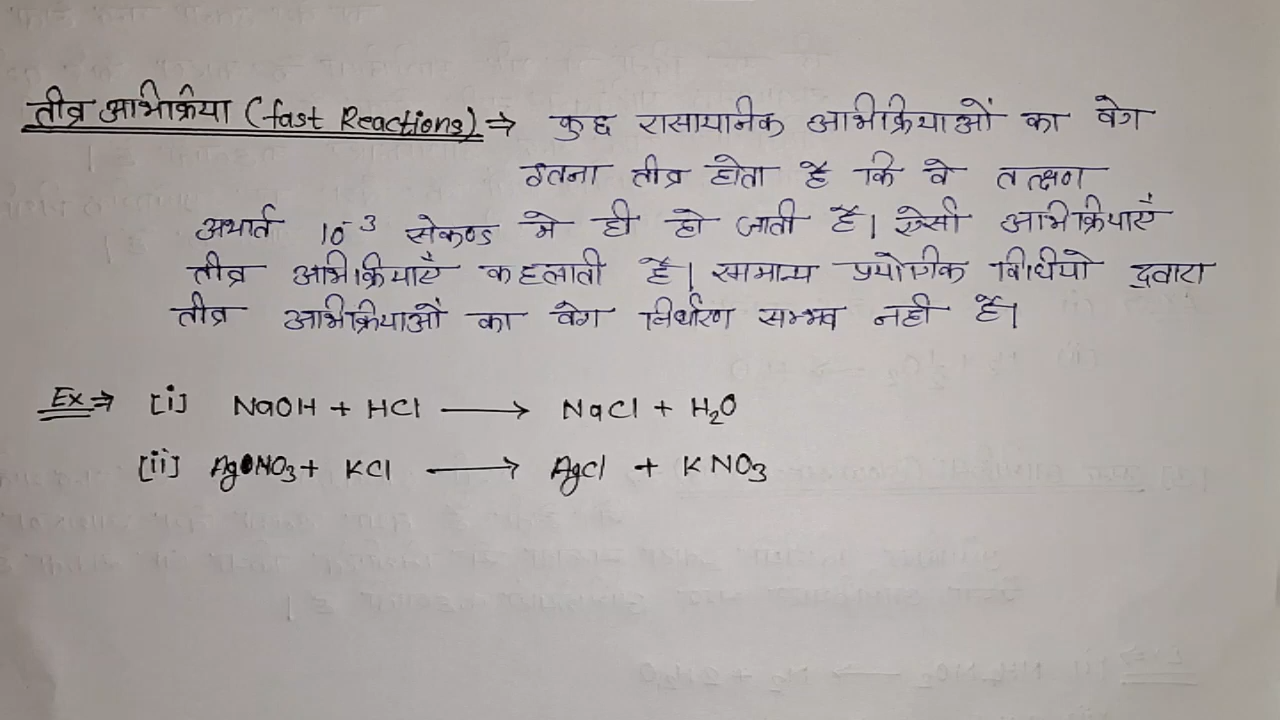 तीव्र अभिक्रिया (fast Reactions) ⇒ कुछ रासायनिक अभिक्रियाओं का वेग
इतना तीव्र होता है कि वे तत्क्षण
अथार्त 10⁻³ सेकण्ड मे ही हो जाती हैं। ऐसी अभिक्रियाएँ
तीव्र अभिक्रियाएँ कहलाती हैं। सामान्य प्रयोगीक विधियो द्वारा
तीव्र अभिक्रियाओं का वेग निर्धारण सम्भव नही हैं।
Ex ⇒ [i] NaOH + HCl ⟶ NaCl + H₂O
[ii] AgNO₃ + KCl ⟶ AgCl + KNO₃